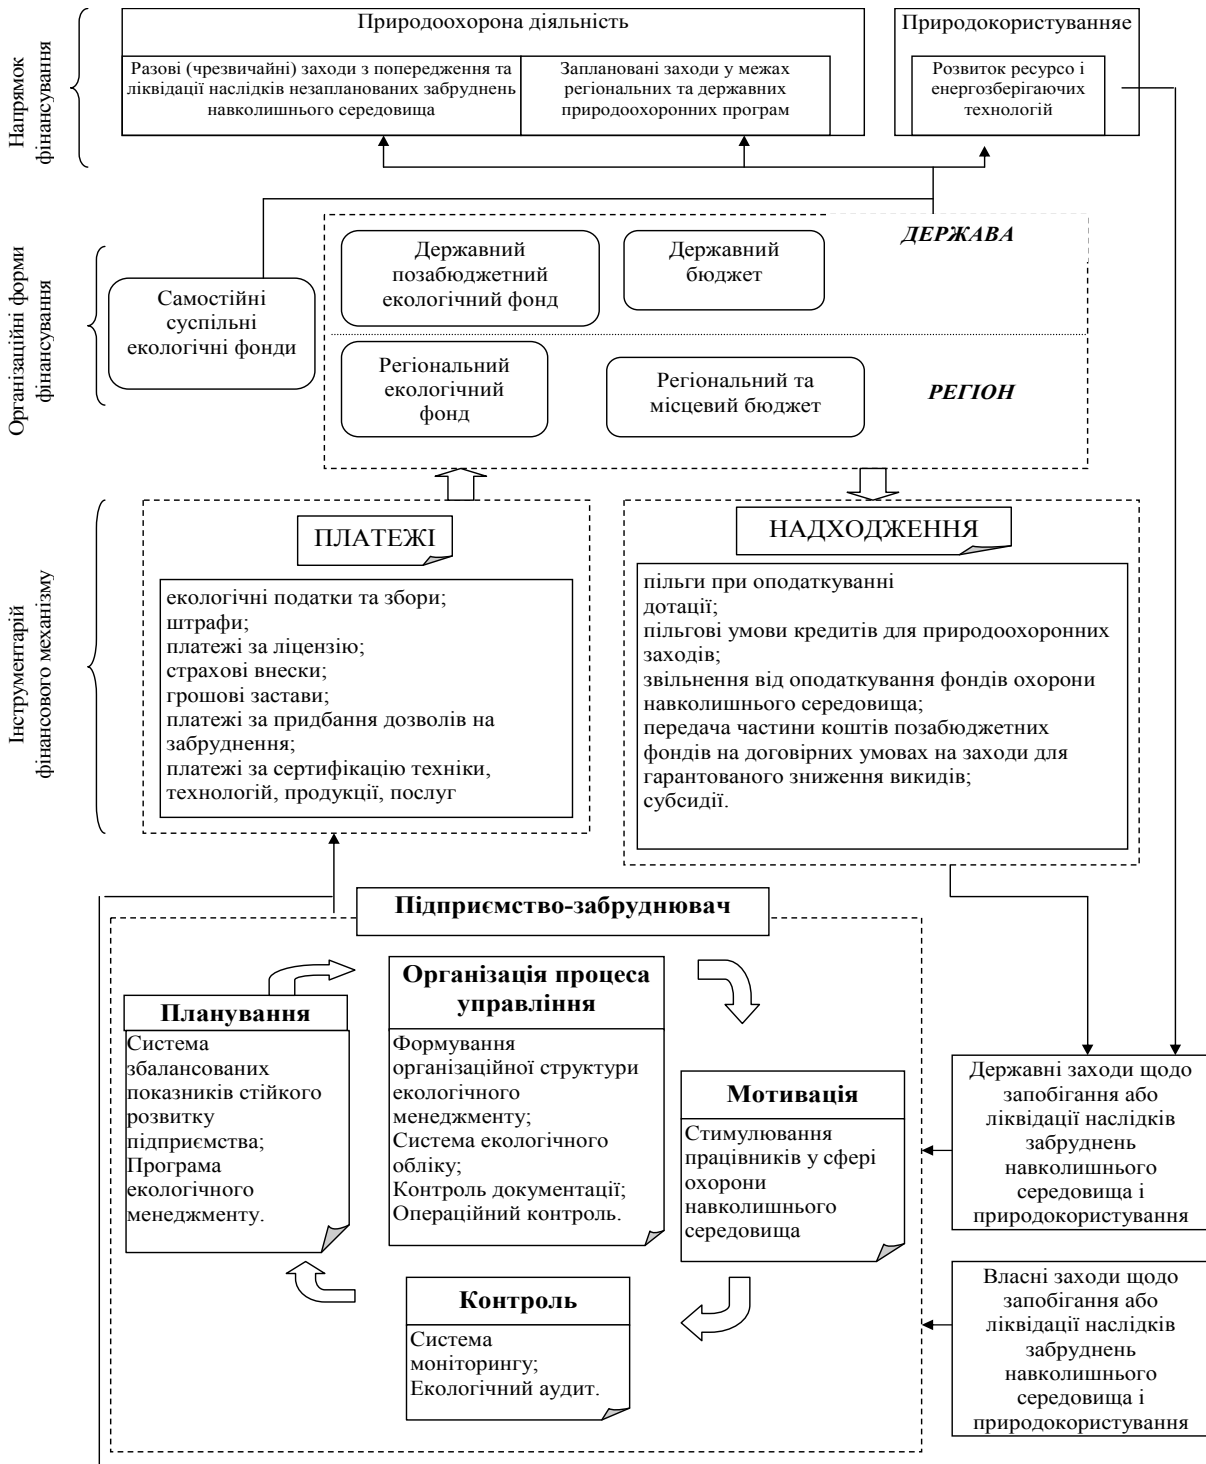 Напрямок
фінансування
Природоохорона діяльність
Разові (чрезвичайні) заходи з попередження та
ліквідації наслідків незапланованих забруднень
навколишнього середовища
Заплановані заходи у межах
регіональних та державних
природоохоронних програм
Природокористуванняе
Розвиток ресурсо і
енергозберігаючих
технологій
Організаційні форми
фінансування
Самостійні
суспільні
екологічні фонди
Державний
позабюджетний
екологічний фонд
Державний
бюджет
ДЕРЖАВА
Регіональний
екологічний
фонд
Регіональний та
місцевий бюджет
РЕГІОН
Інструментарій
фінансового механізму
ПЛАТЕЖІ
екологічні податки та збори;
штрафи;
платежі за ліцензію;
страхові внески;
грошові застави;
платежі за придбання дозволів на
забруднення;
платежі за сертифікацію техніки,
технологій, продукції, послуг
НАДХОДЖЕННЯ
пільги при оподаткуванні
дотації;
пільгові умови кредитів для природоохоронних
заходів;
звільнення від оподаткування фондів охорони
навколишнього середовища;
передача частини коштів позабюджетних
фондів на договірних умовах на заходи для
гарантованого зниження викидів;
субсидії.
Підприємство-забруднювач
Планування
Система
збалансованих
показників стійкого
розвитку
підприємства;
Програма
екологічного
менеджменту.
Організація процеса
управління
Формування
організаційної структури
екологічного
менеджменту;
Система екологічного
обліку;
Контроль документації;
Операційний контроль.
Мотивація
Стимулювання
працівників у сфері
охорони
навколишнього
середовища
Контроль
Система
моніторингу;
Екологічний аудит.
Державні заходи щодо
запобігання або
ліквідації наслідків
забруднень
навколишнього
середовища і
природокористування
Власні заходи щодо
запобігання або
ліквідації наслідків
забруднень
навколишнього
середовища і
природокористування